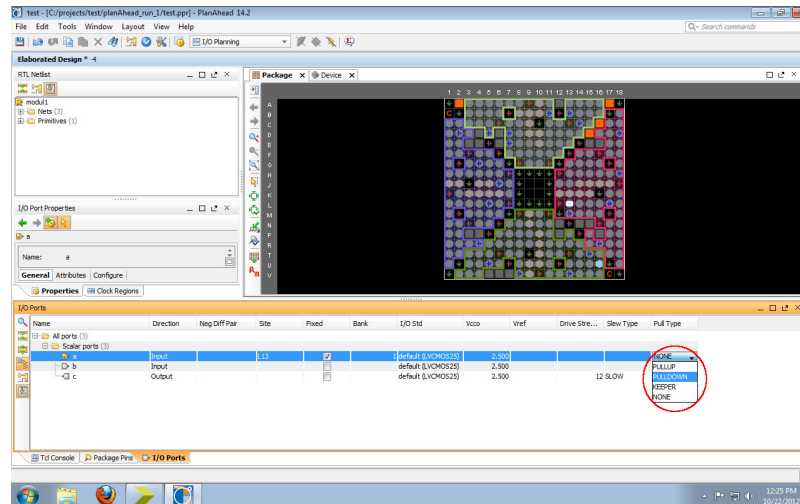 test - [C:/projects/test/planAhead_run_1/test.ppr] - PlanAhead 14.2
File Edit Tools Window Layout View Help
Search commands
I/O Planning
Elaborated Design * -4
RTL Netlist
Package × Device ×
modul1
Nets (3)
Primitives (1)
1 2 3 4 5 6 7 8 9 10 11 12 13 14 15 16 17 18
A
B
C
D
E
F
G
H
J
K
L
M
N
P
R
T
U
V
I/O Port Properties
a
Name: a
General Attributes Configure
Properties Clock Regions
I/O Ports
Name Direction Neg Diff Pair Site Fixed Bank I/O Std Vcco Vref Drive Stre... Slew Type Pull Type
All ports (3)
Scalar ports (3)
a Input L13 1 default (LVCMOS25) 2.500 NONE
b Input default (LVCMOS25) 2.500 PULLUP
c Output default (LVCMOS25) 2.500 12 SLOW PULLDOWN
KEEPER
NONE
Tcl Console Package Pins I/O Ports
12:25 PM
10/22/2012